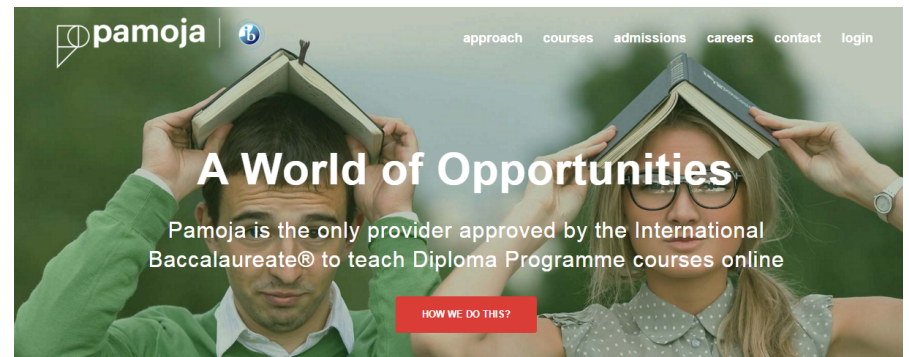 pamoja
ib
approach courses admissions careers contact login
A World of Opportunities
Pamoja is the only provider approved by the International
Baccalaureate® to teach Diploma Programme courses online
HOW WE DO THIS?